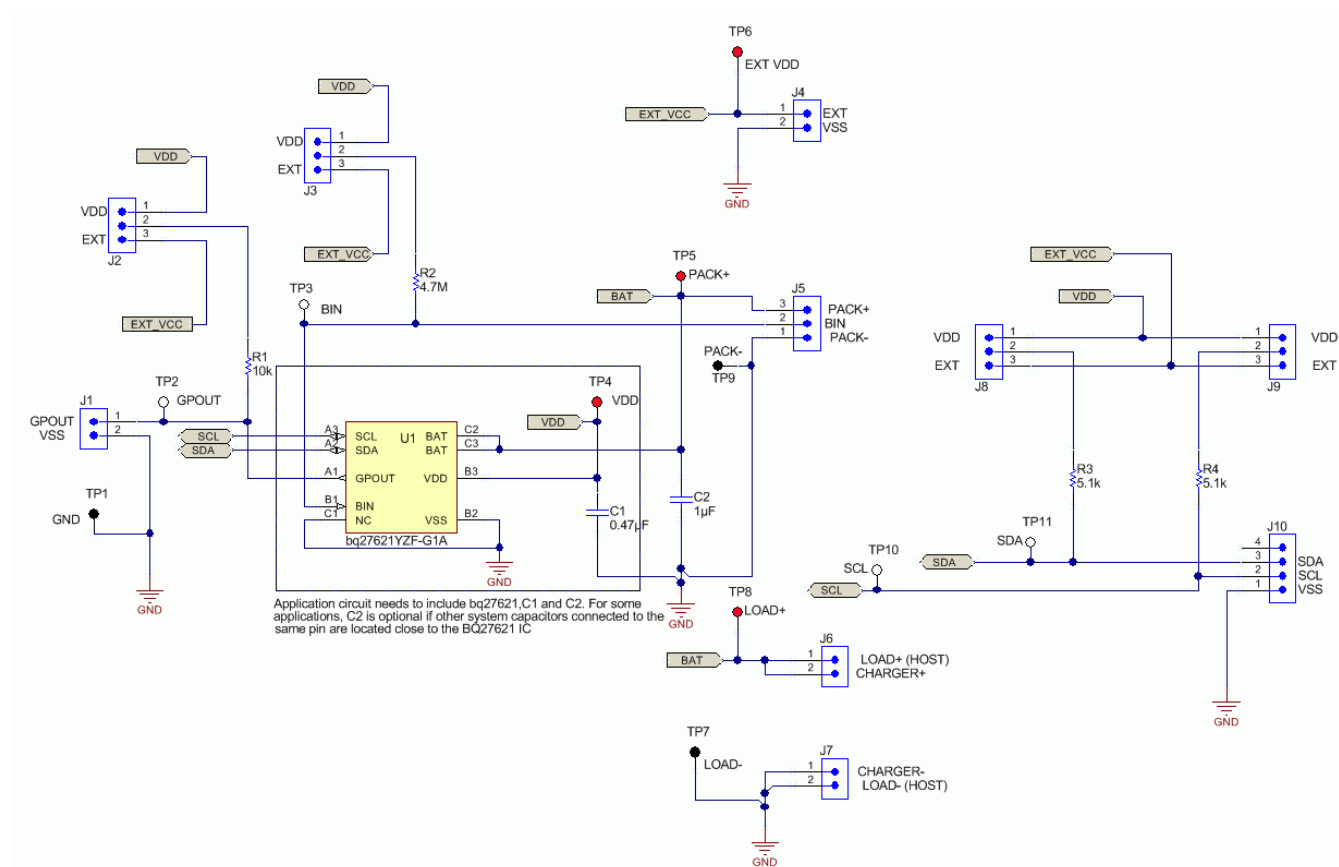 TP6
EXT VDD
VDD
J4
EXT_VCC
1
EXT
2
VSS
GND
VDD
1
2
EXT
3
J3
EXT_VCC
VDD
VDD
1
2
EXT
3
J2
EXT_VCC
R2
4.7M
TP3
BIN
TP5
PACK+
BAT
J5
3
PACK+
2
BIN
1
PACK-
PACK-
TP9
EXT_VCC
VDD
VDD
1
2
EXT
3
J8
1
VDD
2
3
EXT
J9
R1
10k
TP2
GPOUT
J1
GPOUT
1
VSS
2
SCL
SDA
TP1
GND
GND
TP4
VDD
VDD
U1
A3
SCL
A2
SDA
A1
GPOUT
B1
BIN
C1
NC
BAT
C2
BAT
C3
VDD
B3
VSS
B2
bq27621YZF-G1A
GND
C1
0.47µF
C2
1µF
GND
Application circuit needs to include bq27621,C1 and C2. For some
applications, C2 is optional if other system capacitors connected to the
same pin are located close to the BQ27621 IC
R3
5.1k
R4
5.1k
TP11
SDA
SDA
TP10
SCL
SCL
J10
4
3
SDA
2
SCL
1
VSS
GND
TP8
LOAD+
BAT
J6
1
LOAD+ (HOST)
2
CHARGER+
TP7
LOAD-
J7
1
CHARGER-
2
LOAD- (HOST)
GND